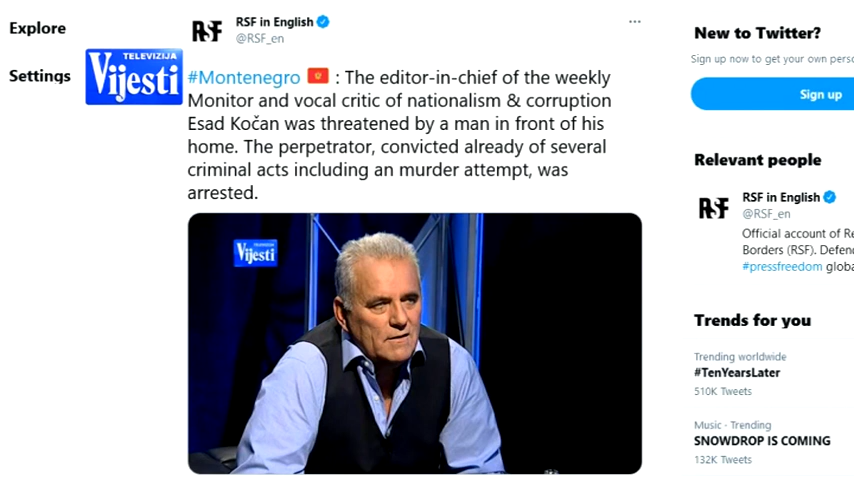 Explore
Settings
TELEVIZIJA
Vijesti
RSF
RSF in English
@RSF_en
...
#Montenegro : The editor-in-chief of the weekly
Monitor and vocal critic of nationalism & corruption
Esad Kočan was threatened by a man in front of his
home. The perpetrator, convicted already of several
criminal acts including an murder attempt, was
arrested.
TELEVIZIJA
Vijesti
New to Twitter?
Sign up now to get your own
Sign up
Relevant people
RSF
RSF in English
@RSF_en
Official account of
Borders (RSF).
#pressfreedom
Trends for you
Trending worldwide
#TenYearsLater
510K Tweets
Music · Trending
SNOWDROP IS COMING
132K Tweets